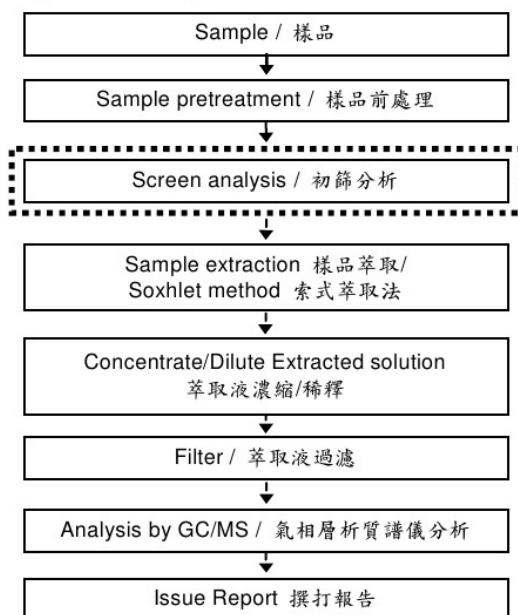 Sample / 樣品
Sample pretreatment / 樣品前處理
Screen analysis / 初篩分析
Sample extraction 樣品萃取/
Soxhlet method 索式萃取法
Concentrate/Dilute Extracted solution
萃取液濃縮/稀釋
Filter / 萃取液過濾
Analysis by GC/MS / 氣相層析質譜儀分析
Issue Report 撰打報告